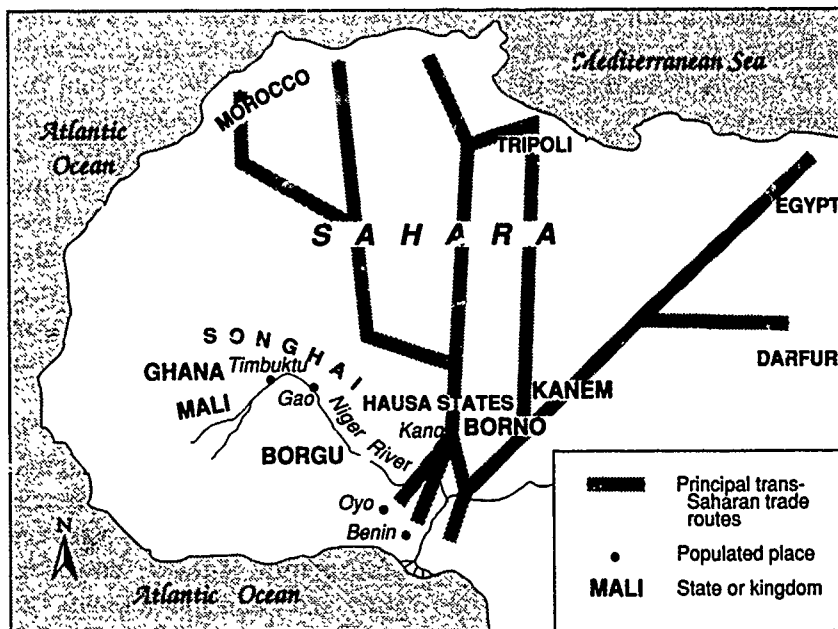 Mediterranean Sea
MOROCCO
Atlantic
Ocean
TRIPOLI
EGYPT
SAHARA
SONGHAI
DARFUR
GHANA
Timbuktu
KANEM
MALI
Gao
HAUSA STATES
Niger River
Kano
BORNO
BORGU
Oyo
Benin
N
Atlantic Ocean
Principal trans-
Saharan trade
routes
Populated place
MALI
State or kingdom